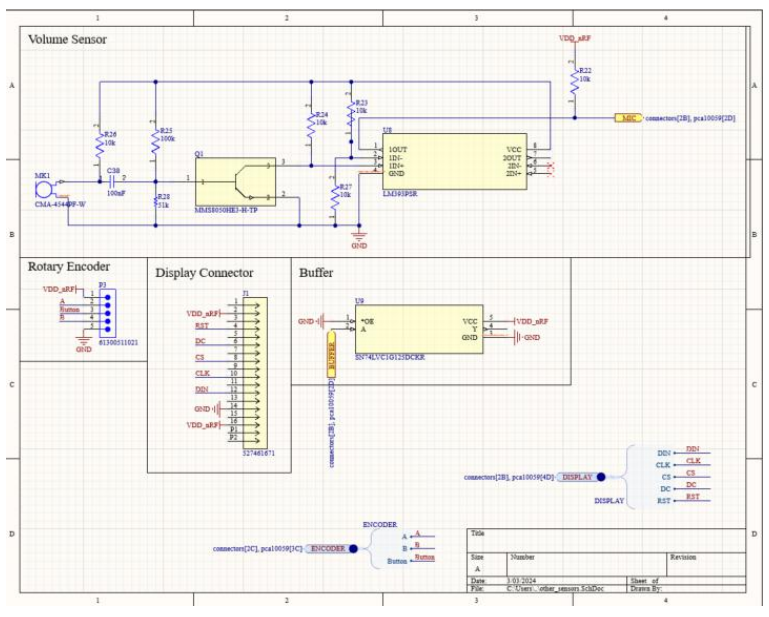 1 2 3 4
Volume Sensor
VDD_nRF
A A
R22
10k
R24
10k
R23
10k
MIC connectors[2B], pca10059[2D]
R26
10k
R25
100k
U8
1OUT VCC
1IN- 2OUT
1IN+ 2IN-
GND 2IN+
LM393PSR
Q1
MK1
C38
100nF
CMA-4544PF-W
R28
51k
R27
10k
MMS8050HE3-H-TP
B B
GND
Rotary Encoder
Display Connector
Buffer
VDD_nRF
P3
A
Button
B
GND
61300511021
J1
VDD_nRF
RST
DC
CS
CLK
DIN
GND
VDD_nRF
P1
P2
527461671
U9
GND *OE VCC VDD_nRF
A Y
GND GND
SN74LVC1G125DCKR
BUFFER
connectors[2B], pca10059[2D]
C C
connectors[2B], pca10059[4D] DISPLAY
DIN DIN
CLK CLK
CS CS
DC DC
RST RST
DISPLAY
ENCODER
connectors[2C], pca10059[3C] ENCODER
A A
B B
Button Button
D D
Title
Size Number Revision
A
Date: 3/03/2024 Sheet of
File: C:\Users\..\other_sensors.SchDoc Drawn By:
1 2 3 4